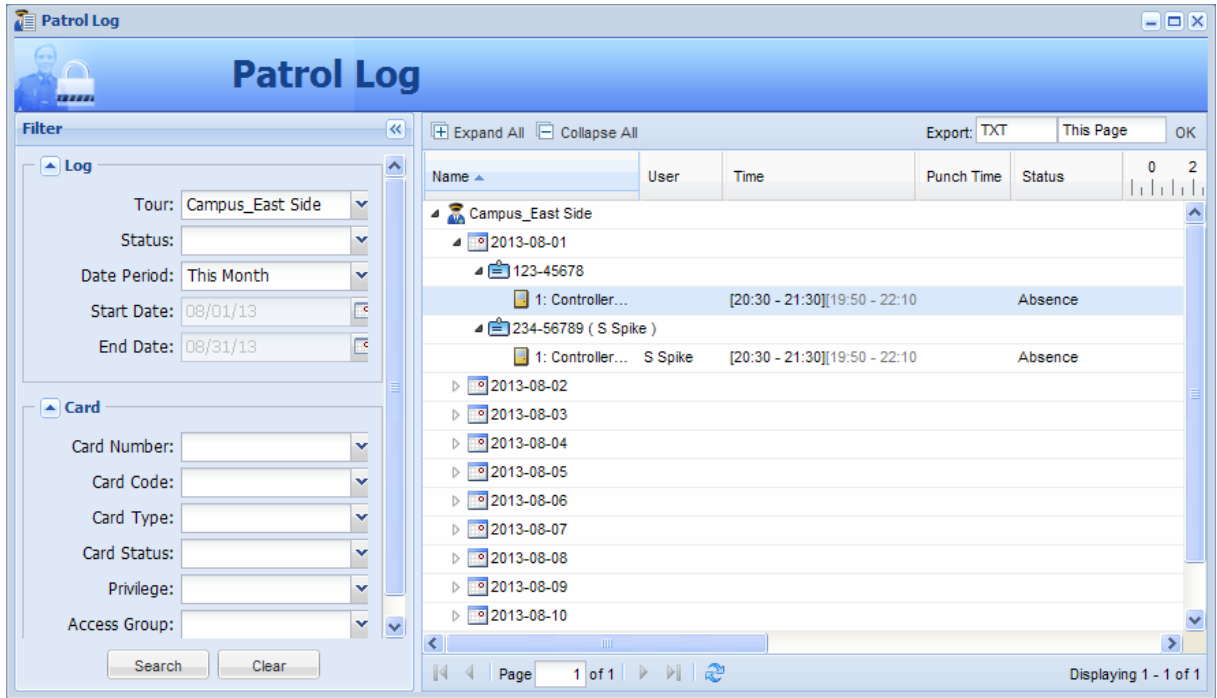 Patrol Log
Patrol Log
Filter
Log
Tour: Campus_East Side
Status:
Date Period: This Month
Start Date: 08/01/13
End Date: 08/31/13
Card
Card Number:
Card Code:
Card Type:
Card Status:
Privilege:
Access Group:
Search Clear
Expand All Collapse All Export: TXT This Page OK
Name User Time Punch Time Status 0 2
Campus_East Side
2013-08-01
123-45678
1: Controller... [20:30 - 21:30][19:50 - 22:10 Absence
234-56789 ( S Spike )
1: Controller... S Spike [20:30 - 21:30][19:50 - 22:10 Absence
2013-08-02
2013-08-03
2013-08-04
2013-08-05
2013-08-06
2013-08-07
2013-08-08
2013-08-09
2013-08-10
Page 1 of 1 Displaying 1 - 1 of 1